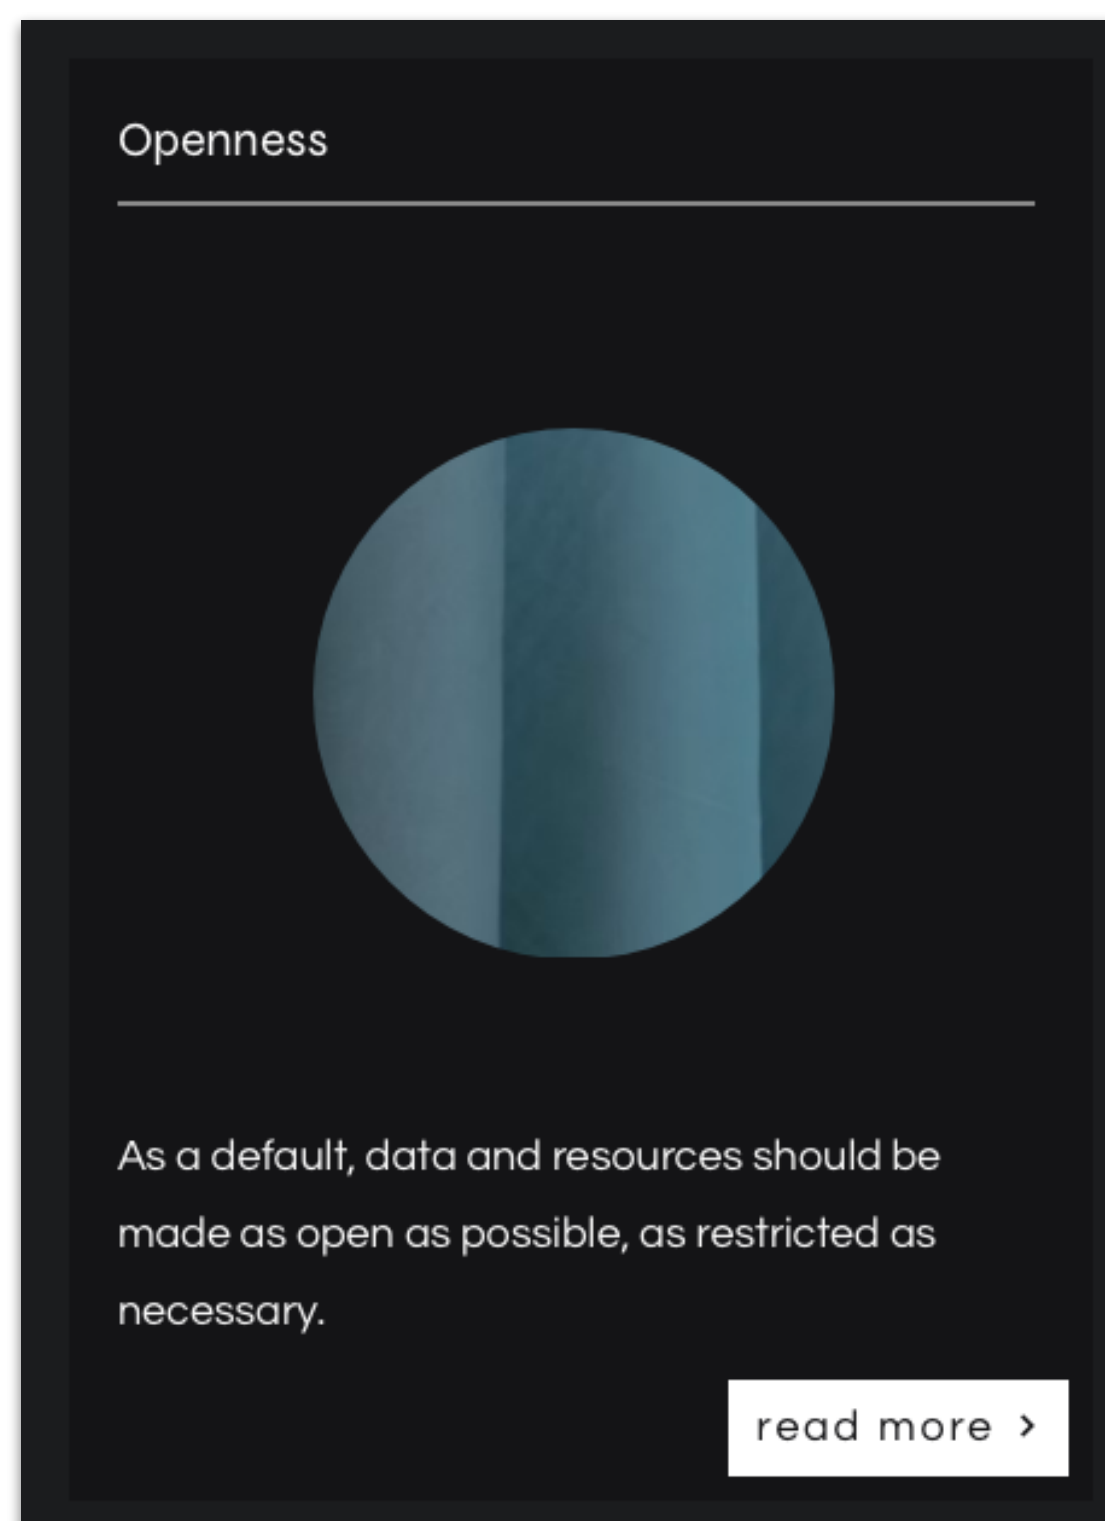 Openness
As a default, data and resources should be
made as open as possible, as restricted as
necessary.
read more >